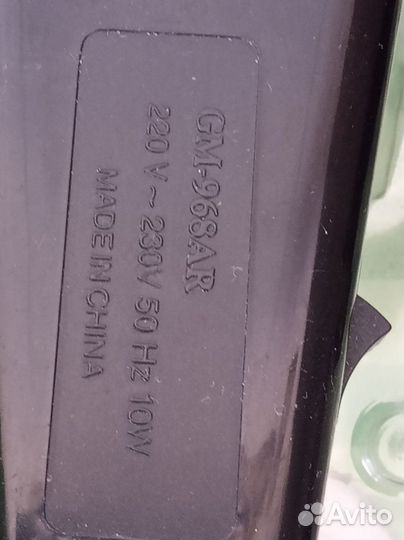 GM-968AR
220 V ~ 230V 50 Hz 10W
MADE IN CHINA
Avito